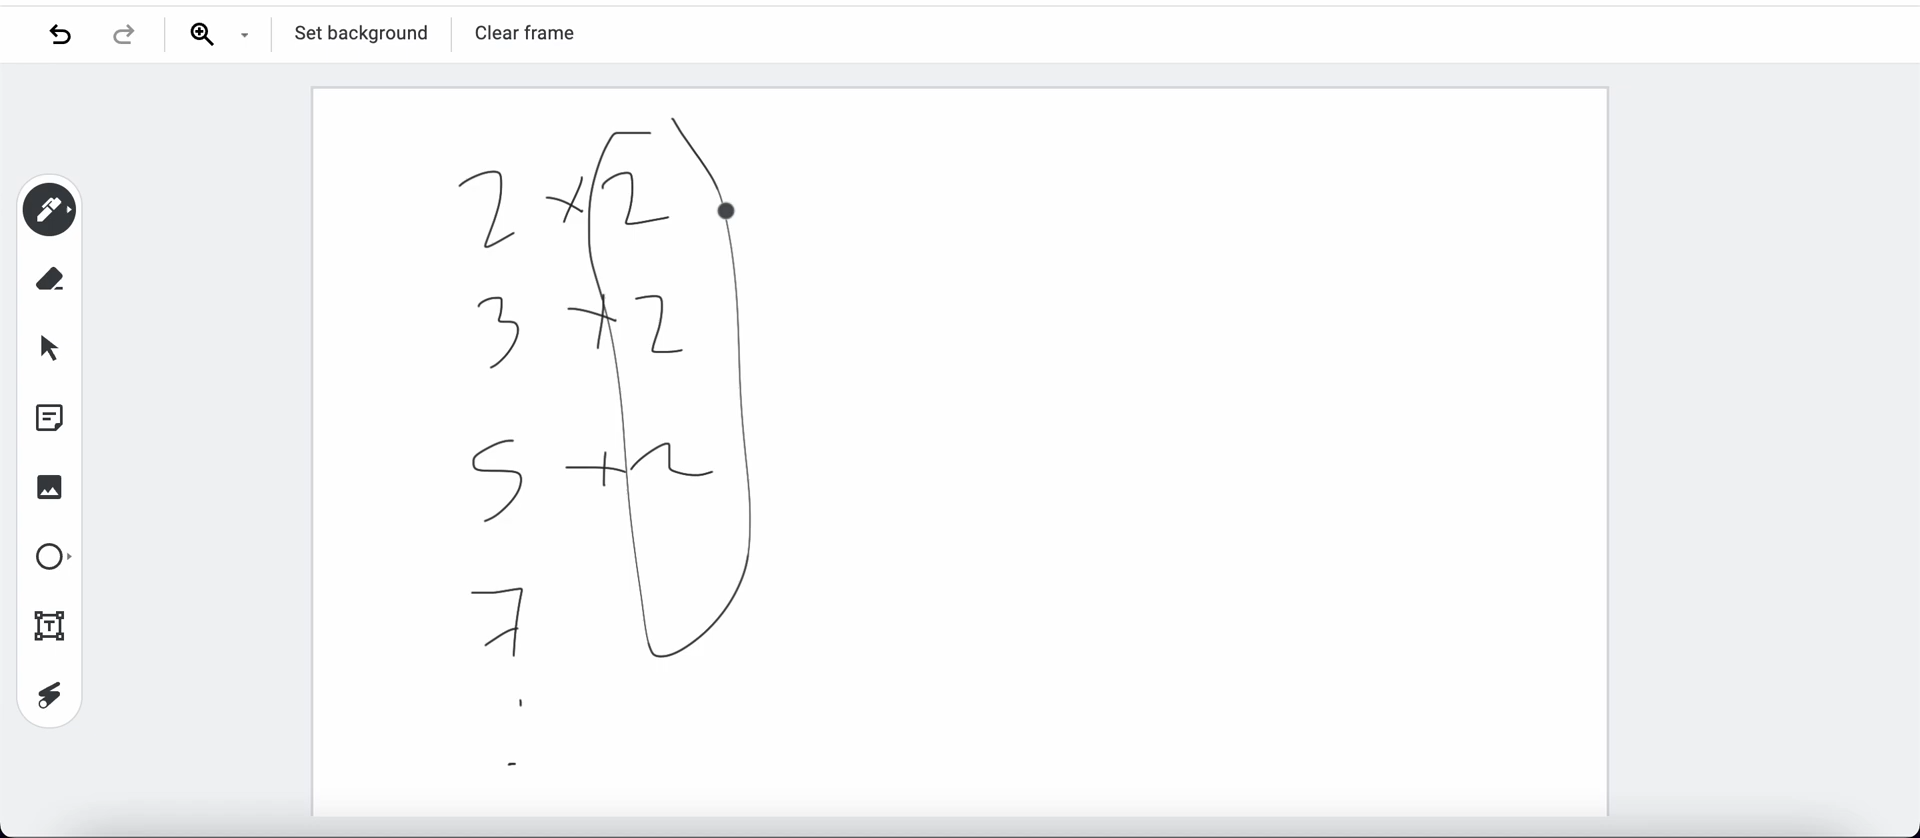 Set background Clear frame
2 + 2
3 + 2
5 + 2
7
.
.